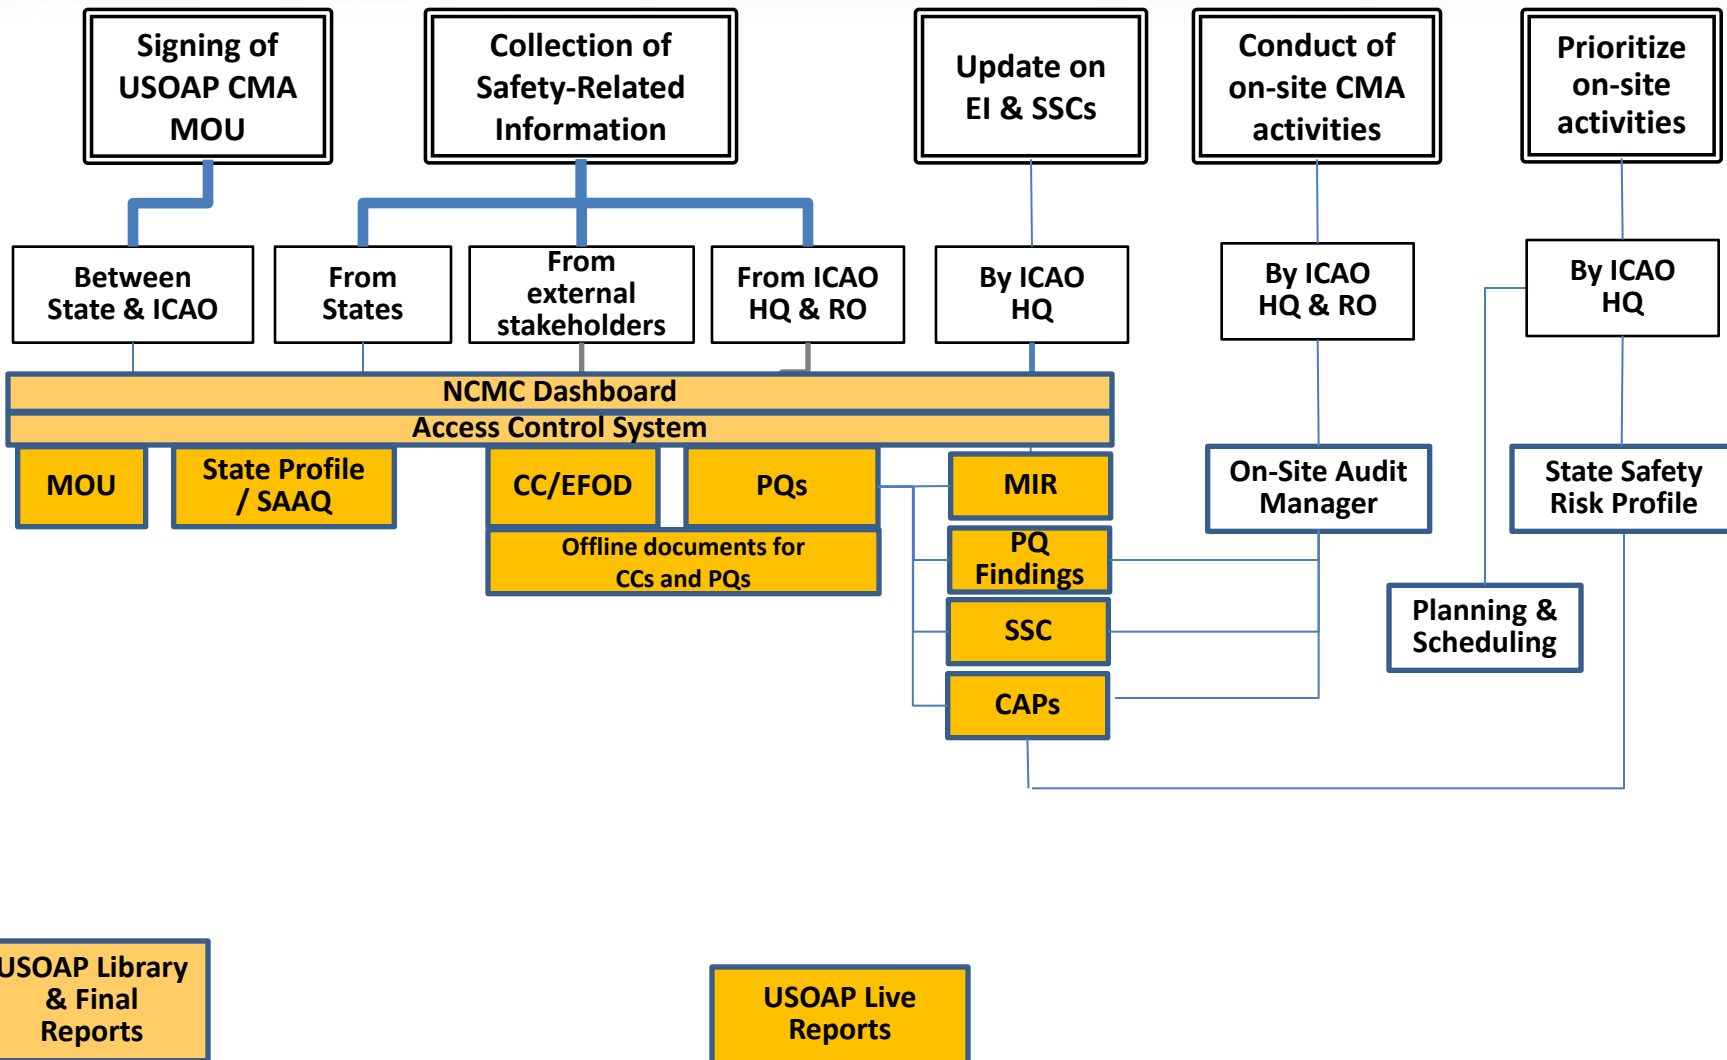 Signing of
USOAP CMA
MOU
Collection of
Safety-Related
Information
Update on
EI & SSCs
Conduct of
on-site CMA
activities
Prioritize
on-site
activities
Between
State & ICAO
From
States
From
external
stakeholders
From ICAO
HQ & RO
By ICAO
HQ
By ICAO
HQ & RO
By ICAO
HQ
NCMC Dashboard
Access Control System
MOU
State Profile
/ SAAQ
CC/EFOD
PQs
MIR
On-Site Audit
Manager
State Safety
Risk Profile
Offline documents for
CCs and PQs
PQ
Findings
SSC
Planning &
Scheduling
CAPs
USOAP Library
& Final
Reports
USOAP Live
Reports